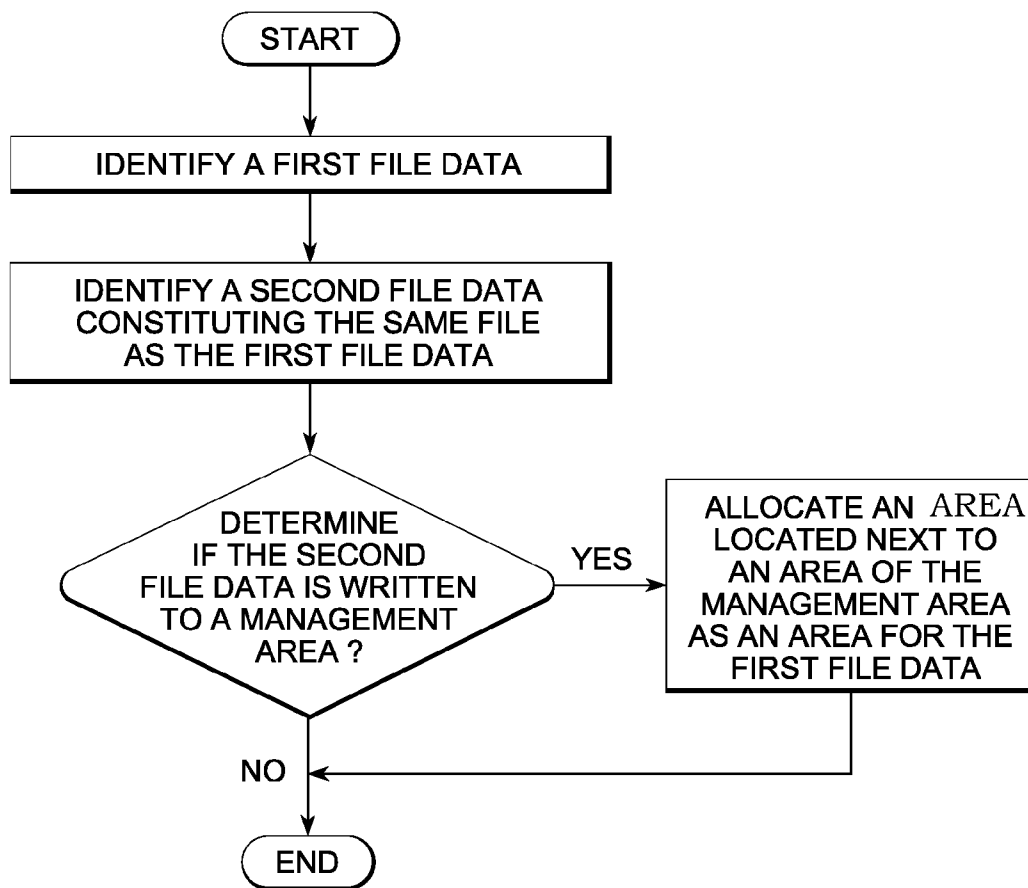 START
IDENTIFY A FIRST FILE DATA
IDENTIFY A SECOND FILE DATA
CONSTITUTING THE SAME FILE
AS THE FIRST FILE DATA
DETERMINE
IF THE SECOND
FILE DATA IS WRITTEN
TO A MANAGEMENT
AREA ?
YES
ALLOCATE AN AREA
LOCATED NEXT TO
AN AREA OF THE
MANAGEMENT AREA
AS AN AREA FOR THE
FIRST FILE DATA
NO
END